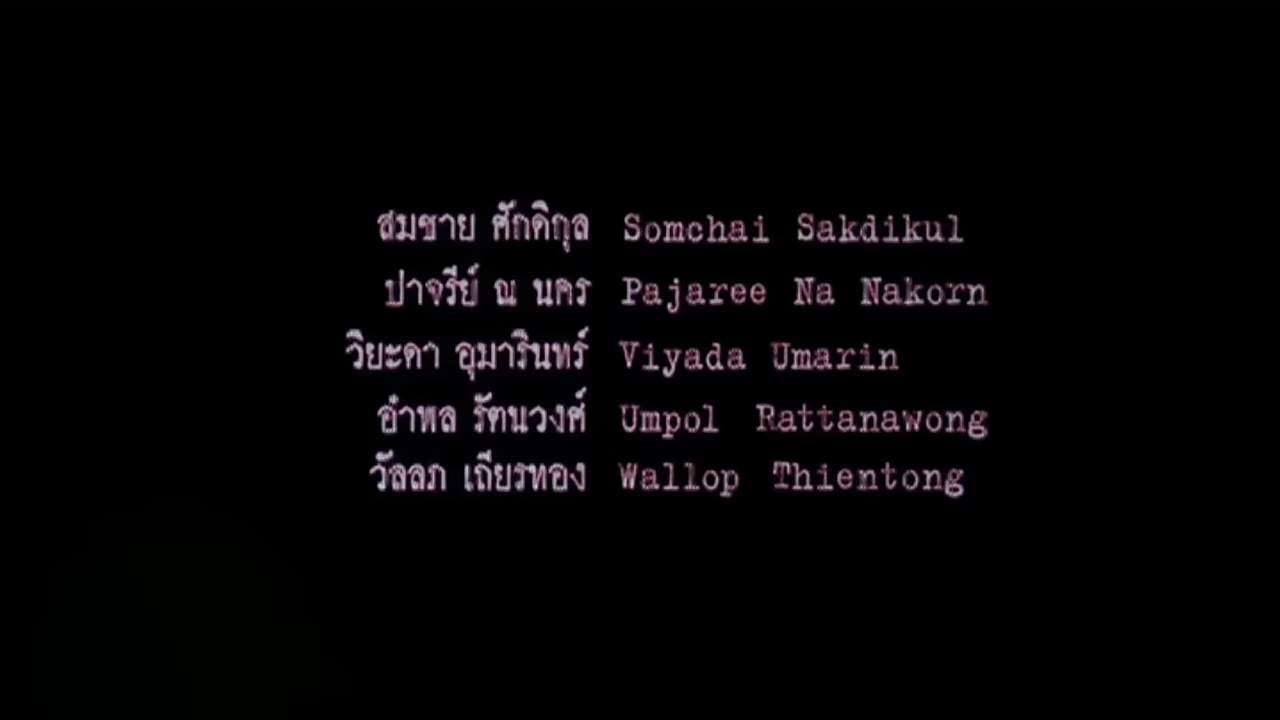 สมชาย ศักดิกุล Somchai Sakdikul
ปาจรีย์ ณ นคร Pajaree Na Nakorn
วิยะดา อุมารินทร์ Viyada Umarin
อำพล รัตนวงศ์ Umpol Rattanawong
วัลลภ เถียรทอง Wallop Thientong